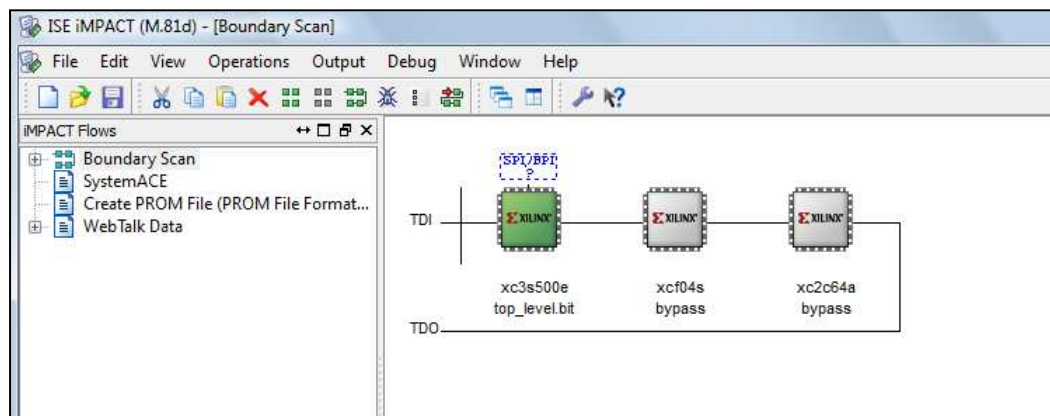 ISE iMPACT (M.81d) - [Boundary Scan]
File Edit View Operations Output Debug Window Help
iMPACT Flows
Boundary Scan
SystemACE
Create PROM File (PROM File Format...
WebTalk Data
SPI/BPI
?
TDI
XILINX XILINX XILINX
xc3s500e xcf04s xc2c64a
top_level.bit bypass bypass
TDO